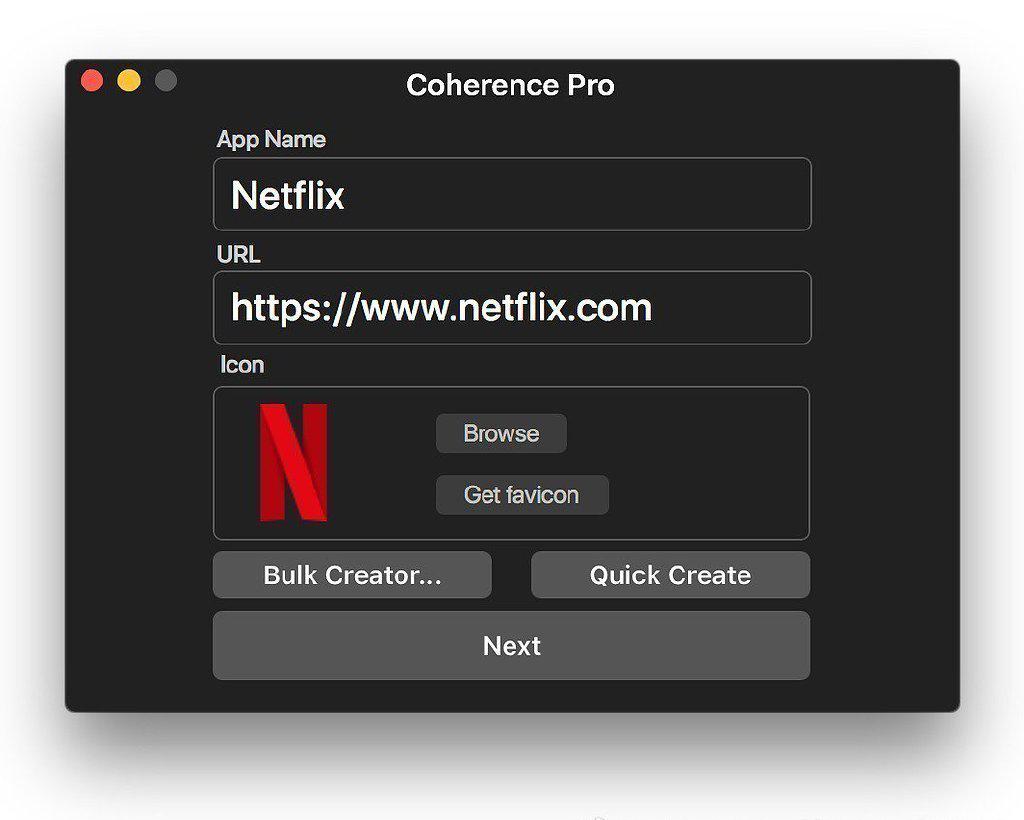 Coherence Pro
App Name
Netflix
URL
https://www.netflix.com
Icon
N
Browse
Get favicon
Bulk Creator...
Quick Create
Next